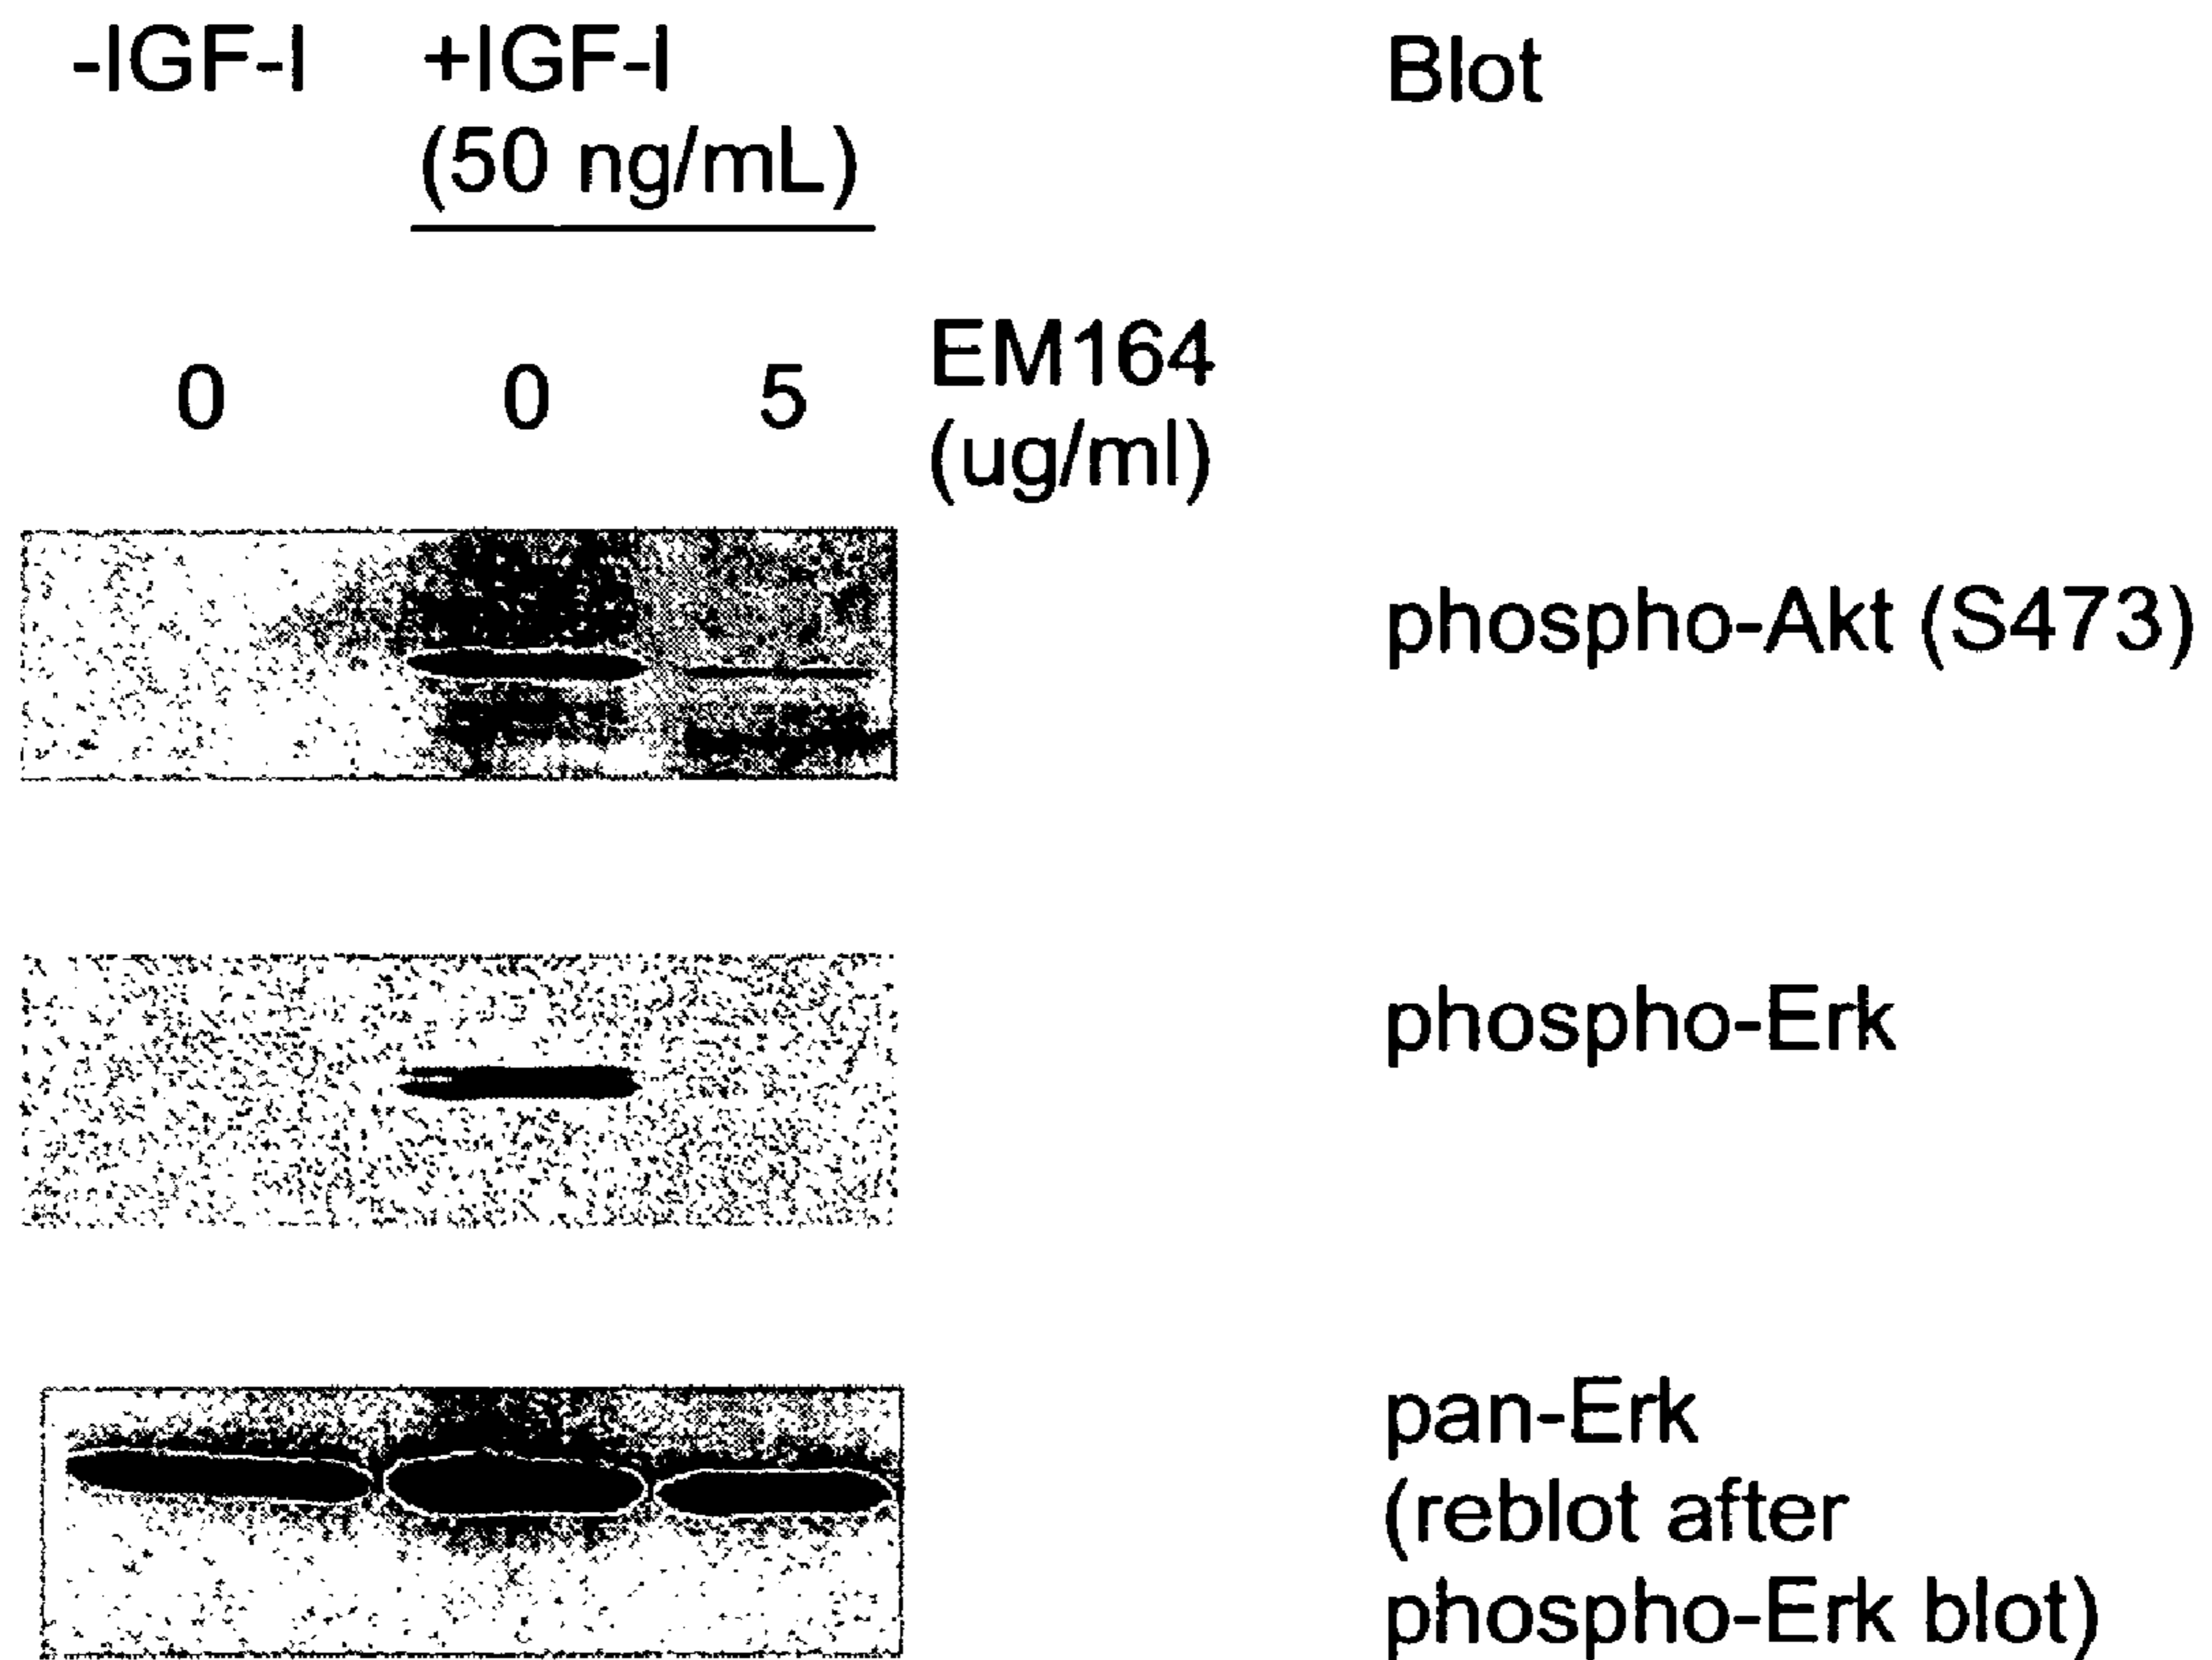 -IGF-I +IGF-I Blot
(50 ng/mL)
0 0 5 EM164
(ug/ml)
phospho-Akt (S473)
phospho-Erk
pan-Erk
(reblot after
phospho-Erk blot)